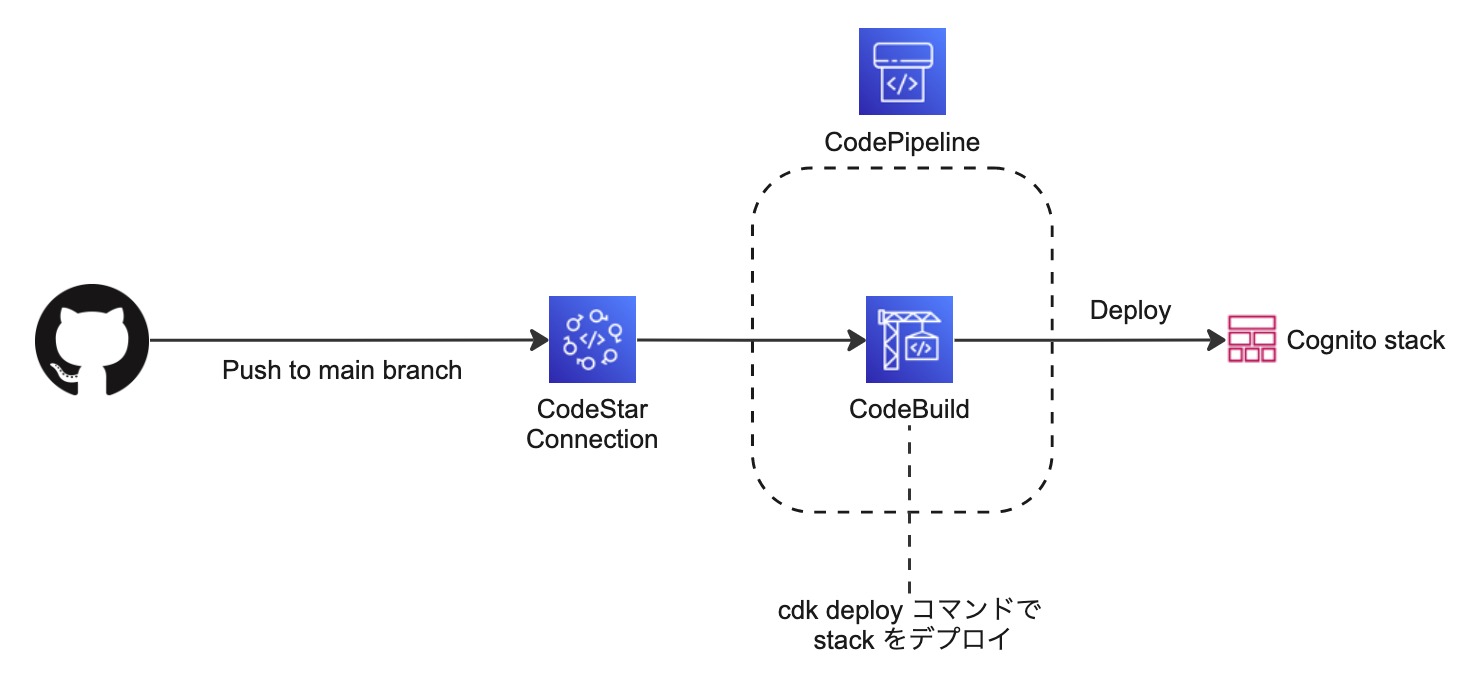 CodePipeline
Deploy
Cognito stack
Push to main branch
CodeStar
Connection
CodeBuild
cdk deploy コマンドで
stack をデプロイ